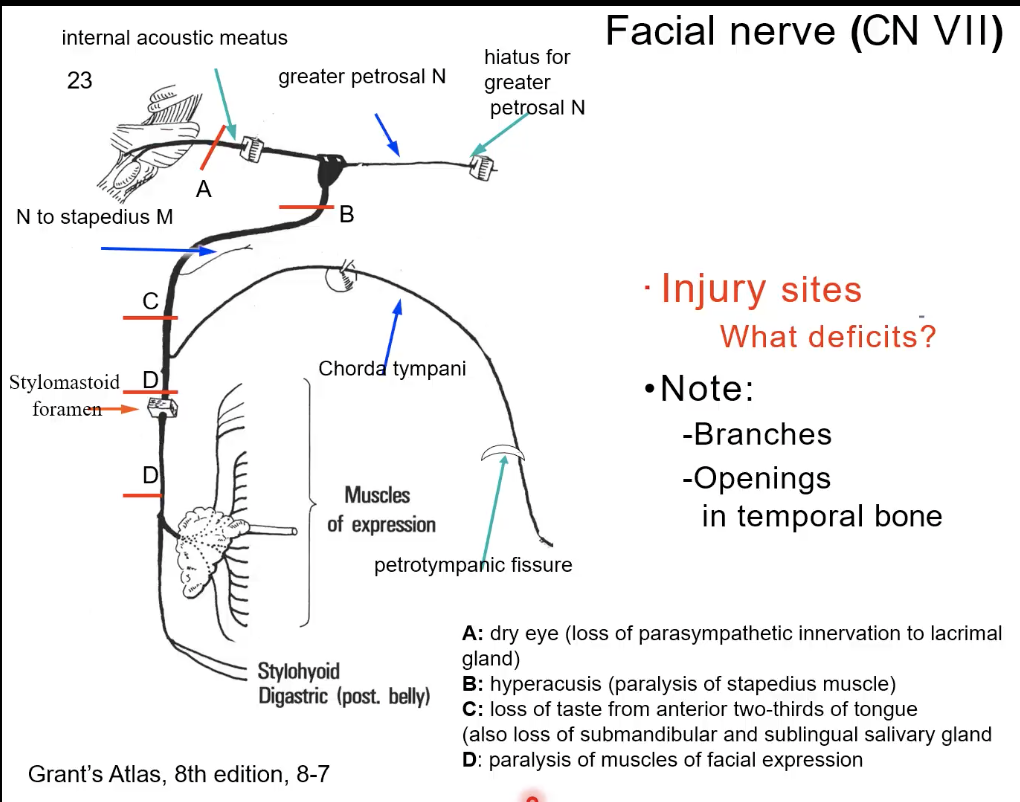 Facial nerve (CN VII)
internal acoustic meatus
23
greater petrosal N
hiatus for
greater
petrosal N
A
N to stapedius M
B
C
D
Stylomastoid
foramen
Chorda tympani
D
Muscles
of expression
petrotympanic fissure
Stylohyoid
Digastric (post. belly)
Grant's Atlas, 8th edition, 8-7
· Injury sites
What deficits?
•Note:
-Branches
-Openings
in temporal bone
A: dry eye (loss of parasympathetic innervation to lacrimal
gland)
B: hyperacusis (paralysis of stapedius muscle)
C: loss of taste from anterior two-thirds of tongue
(also loss of submandibular and sublingual salivary gland
D: paralysis of muscles of facial expression